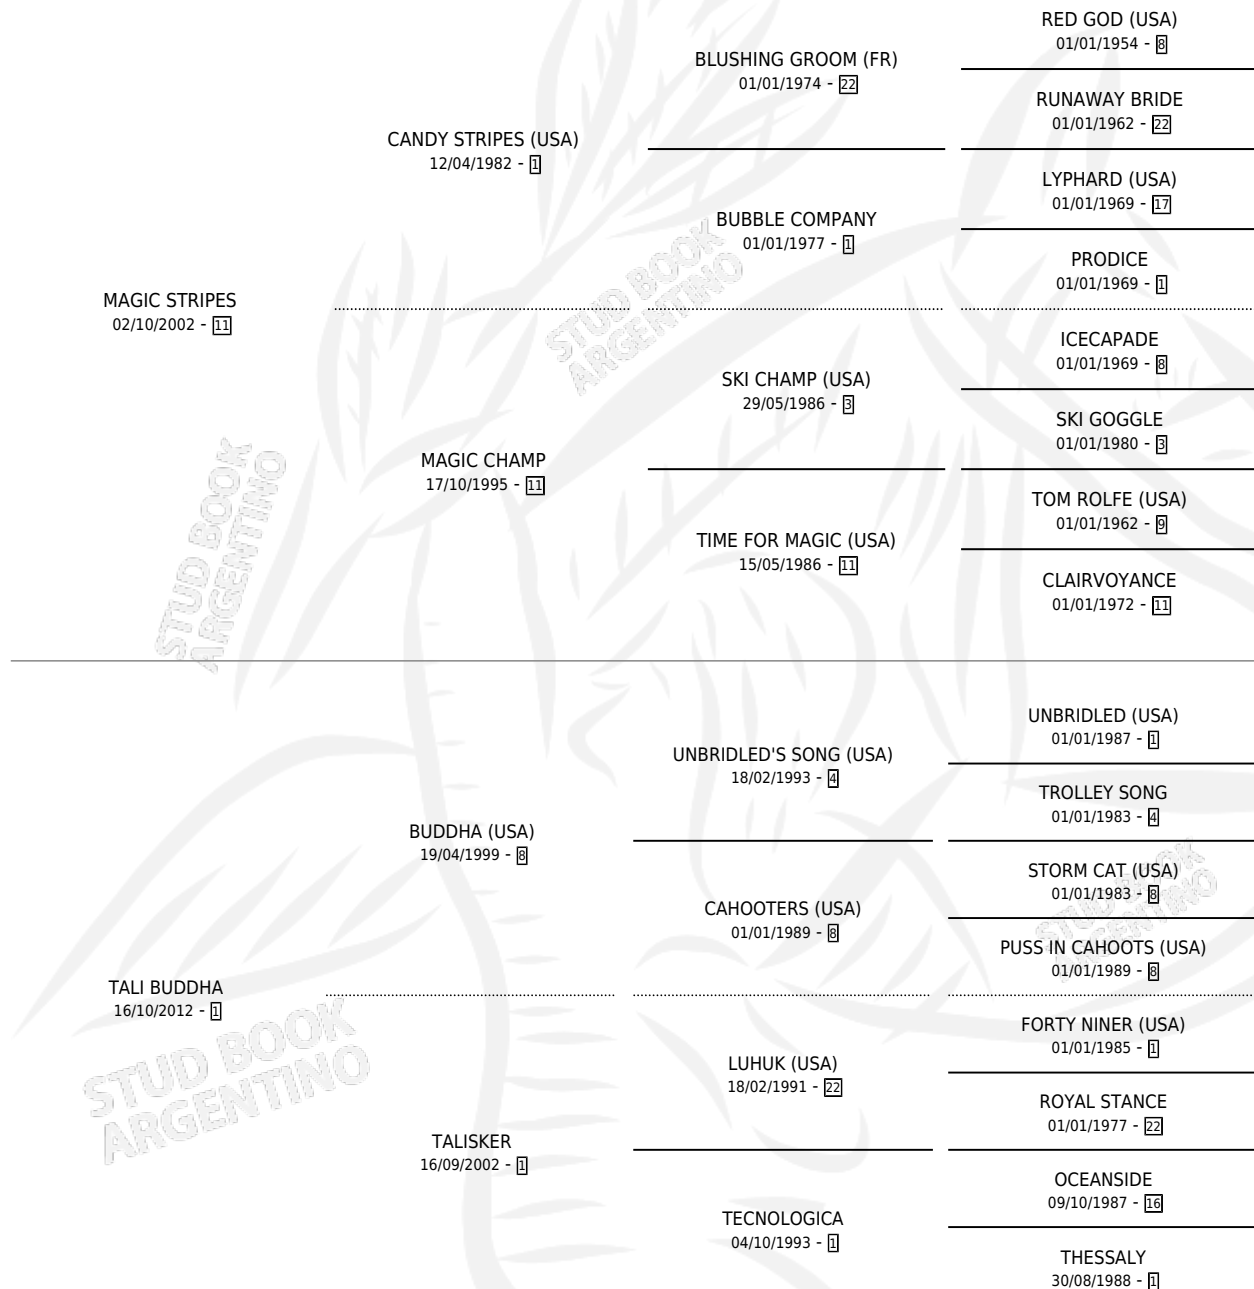 MAGIC STRIPES
02/10/2002 - 11
CANDY STRIPES (USA)
12/04/1982 - 1
MAGIC CHAMP
17/10/1995 - 11
BLUSHING GROOM (FR)
01/01/1974 - 22
BUBBLE COMPANY
01/01/1977 - 1
SKI CHAMP (USA)
29/05/1986 - 3
TIME FOR MAGIC (USA)
15/05/1986 - 11
RED GOD (USA)
01/01/1954 - 8
RUNAWAY BRIDE
01/01/1962 - 22
LYPHARD (USA)
01/01/1969 - 17
PRODICE
01/01/1969 - 1
ICECAPADE
01/01/1969 - 8
SKI GOGGLE
01/01/1980 - 3
TOM ROLFE (USA)
01/01/1962 - 9
CLAIRVOYANCE
01/01/1972 - 11
TALI BUDDHA
16/10/2012 - 1
BUDDHA (USA)
19/04/1999 - 8
TALISKER
16/09/2002 - 1
UNBRIDLED'S SONG (USA)
18/02/1993 - 4
CAHOOTERS (USA)
01/01/1989 - 8
LUHUK (USA)
18/02/1991 - 22
TECNOLOGICA
04/10/1993 - 1
UNBRIDLED (USA)
01/01/1987 - 1
TROLLEY SONG
01/01/1983 - 4
STORM CAT (USA)
01/01/1983 - 8
PUSS IN CAHOOTS (USA)
01/01/1989 - 8
FORTY NINER (USA)
01/01/1985 - 1
ROYAL STANCE
01/01/1977 - 22
OCEANSIDE
09/10/1987 - 16
THESSALY
30/08/1988 - 1
STUD BOOK
ARGENTINO
STUD BOOK
ARGENTINO
STUD BOOK
ARGENTINO
STUD BOOK
ARGENTINO